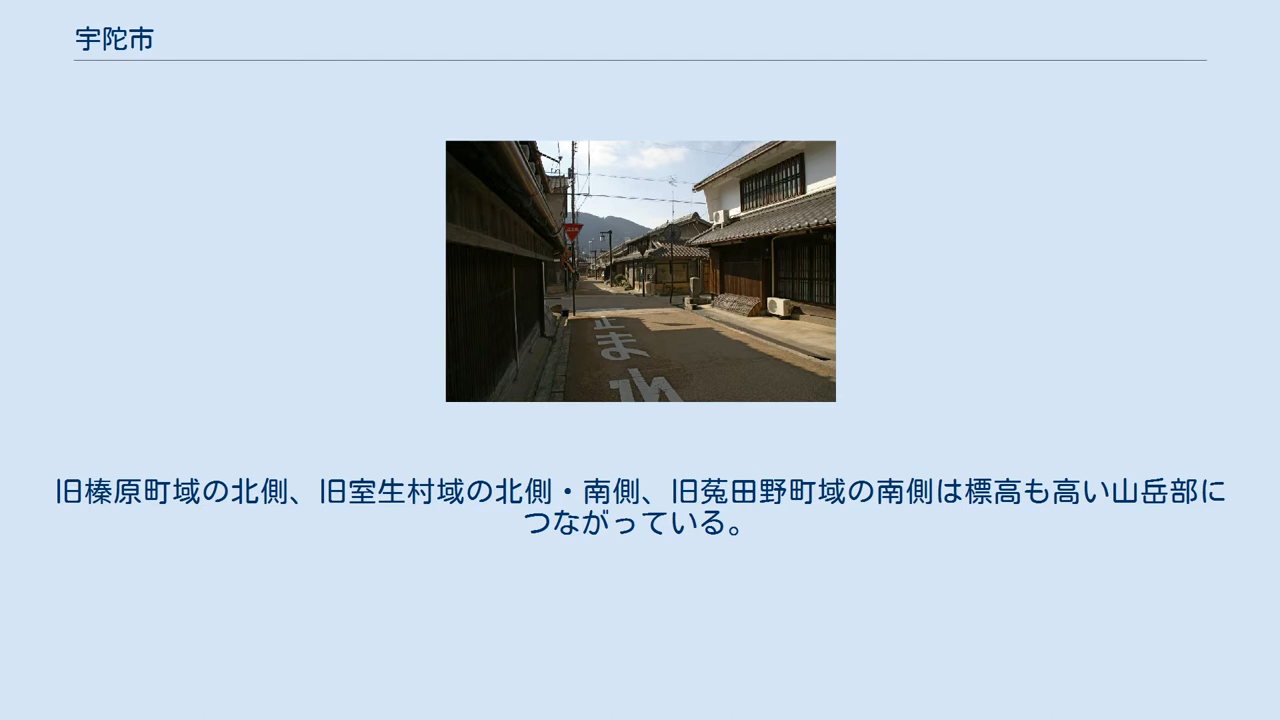 宇陀市
止
まれ
旧榛原町域の北側、旧室生村域の北側・南側、旧菟田野町域の南側は標高も高い山岳部に
つながっている。